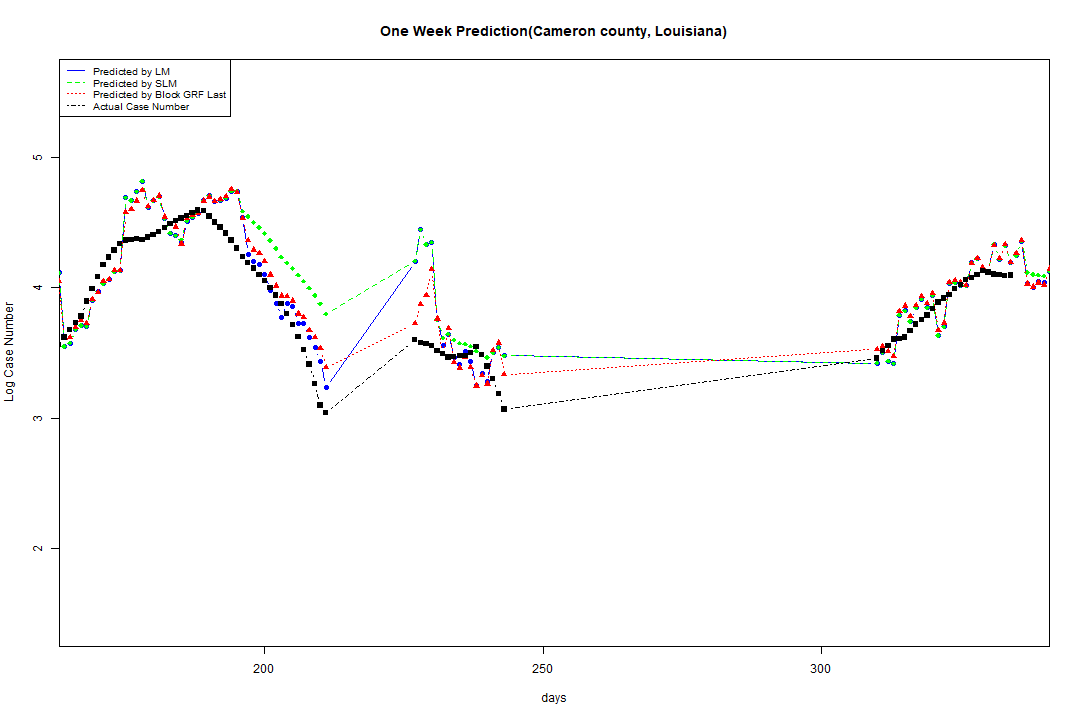 One Week Prediction(Cameron county, Louisiana)
Predicted by LM
Predicted by SLM
Predicted by Block GRF Last
Actual Case Number
Log Case Number
5
4
3
2
200
250
300
days